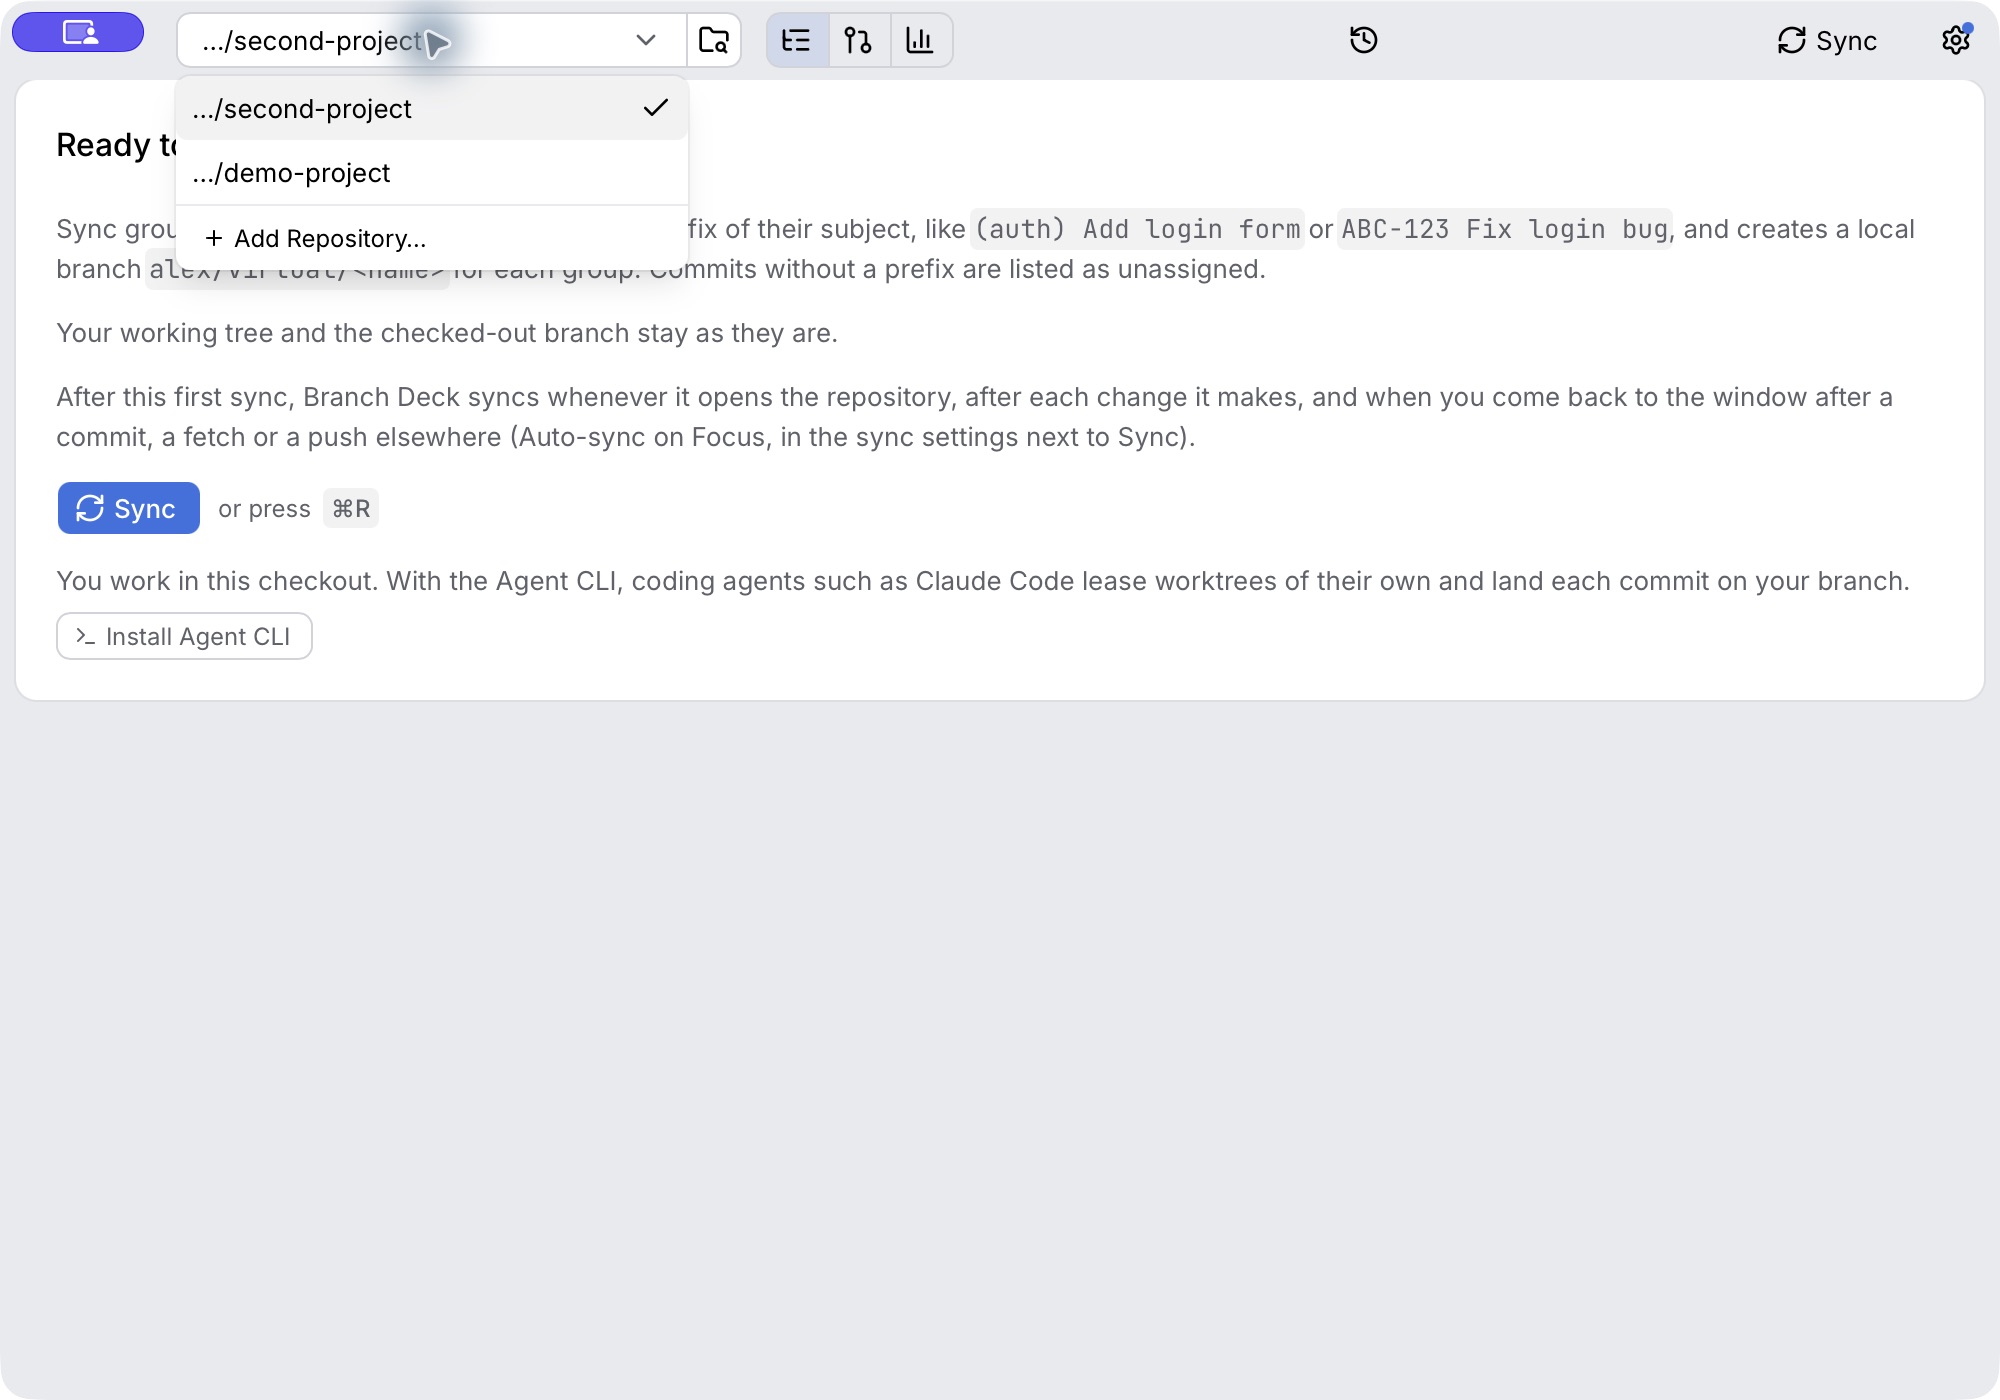 .../second-project
Sync
.../second-project
.../demo-project
+ Add Repository...
Ready
Sync fix of their subject, like (auth) Add login form or ABC-123 Fix login bug, and creates a local
branch alex/virtual/<name> for each group. Commits without a prefix are listed as unassigned.
Your working tree and the checked-out branch stay as they are.
After this first sync, Branch Deck syncs whenever it opens the repository, after each change it makes, and when you come back to the window after a
commit, a fetch or a push elsewhere (Auto-sync on Focus, in the sync settings next to Sync).
Sync or press ⌘R
You work in this checkout. With the Agent CLI, coding agents such as Claude Code lease worktrees of their own and land each commit on your branch.
>_ Install Agent CLI